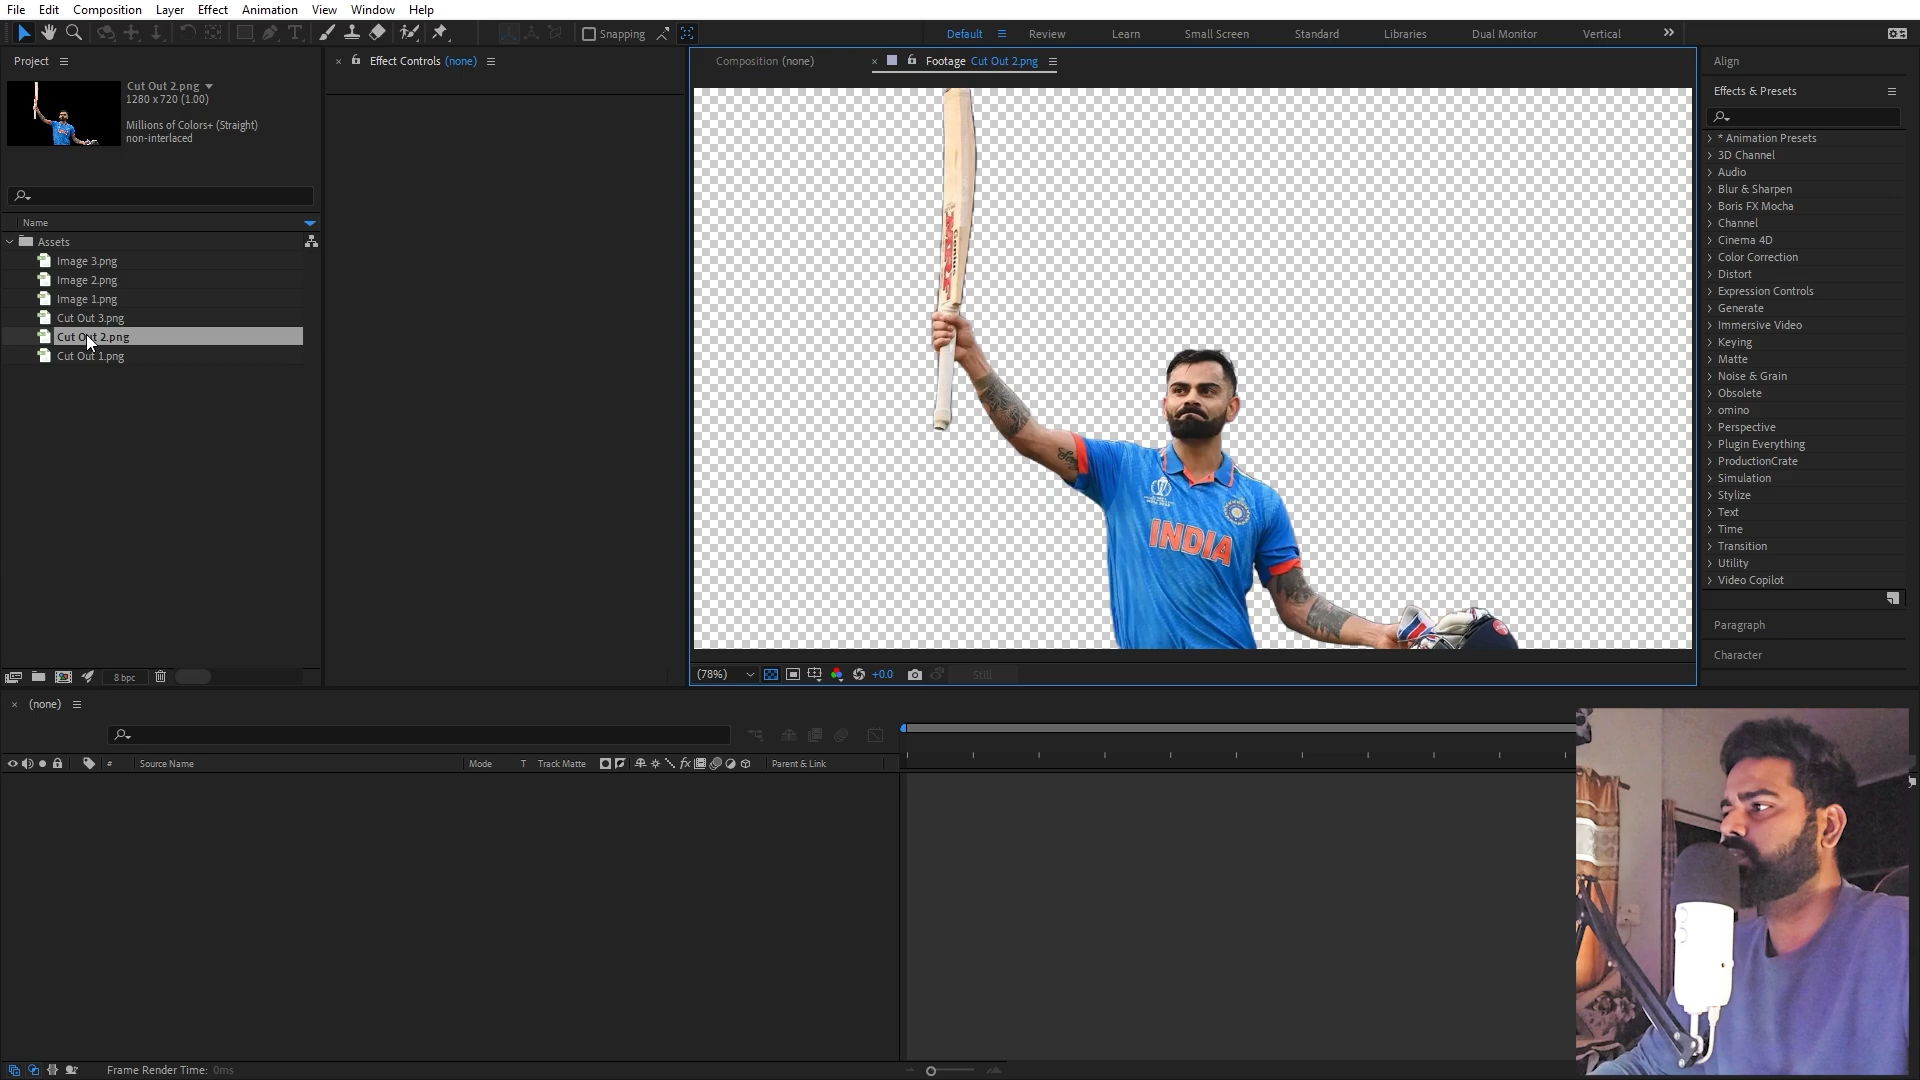 File Edit Composition Layer Effect Animation View Window Help
Snapping
Default Review Learn Small Screen Standard Libraries Dual Monitor Vertical
Project
Cut Out 2.png
1280 x 720 (1.00)
Millions of Colors+ (Straight)
non-interlaced
Name
Assets
Image 3.png
Image 2.png
Image 1.png
Cut Out 3.png
Cut Out 2.png
Cut Out 1.png
8 bpc
Effect Controls (none)
Composition (none)
Footage Cut Out 2.png
INDIA
(78%)
+0.0
Still
Align
Effects & Presets
* Animation Presets
3D Channel
Audio
Blur & Sharpen
Boris FX Mocha
Channel
Cinema 4D
Color Correction
Distort
Expression Controls
Generate
Immersive Video
Keying
Matte
Noise & Grain
Obsolete
omino
Perspective
Plugin Everything
ProductionCrate
Simulation
Stylize
Text
Time
Transition
Utility
Video Copilot
Paragraph
Character
(none)
# Source Name Mode T Track Matte fx Parent & Link
Frame Render Time: 0ms